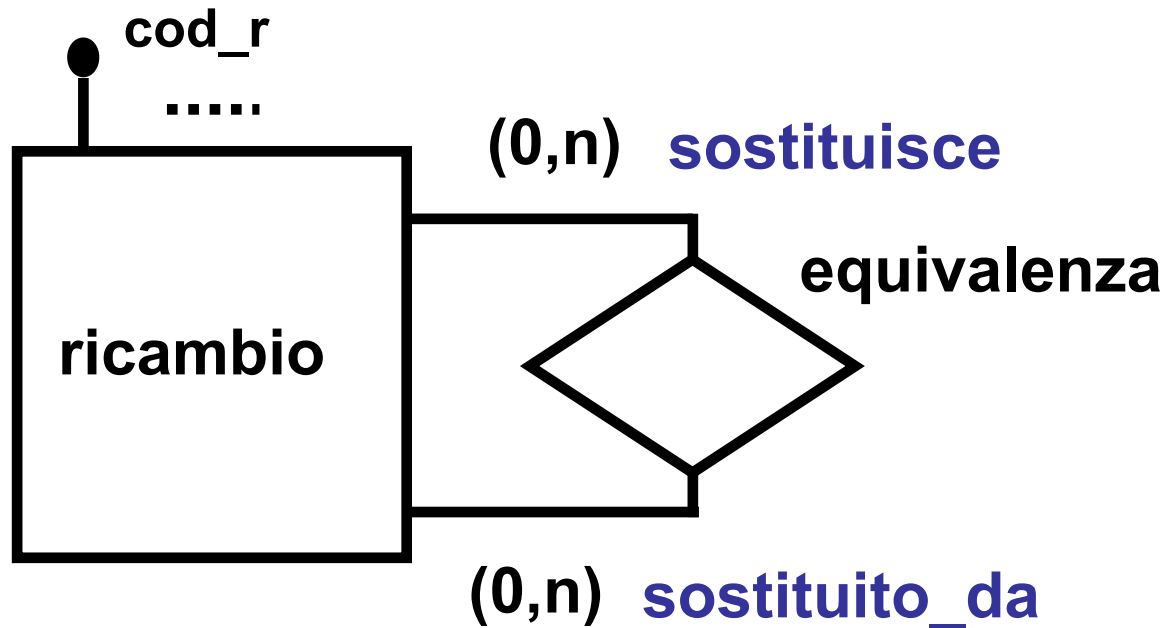 cod_r
.....
(0,n) sostituisce
equivalenza
ricambio
(0,n) sostituito_da